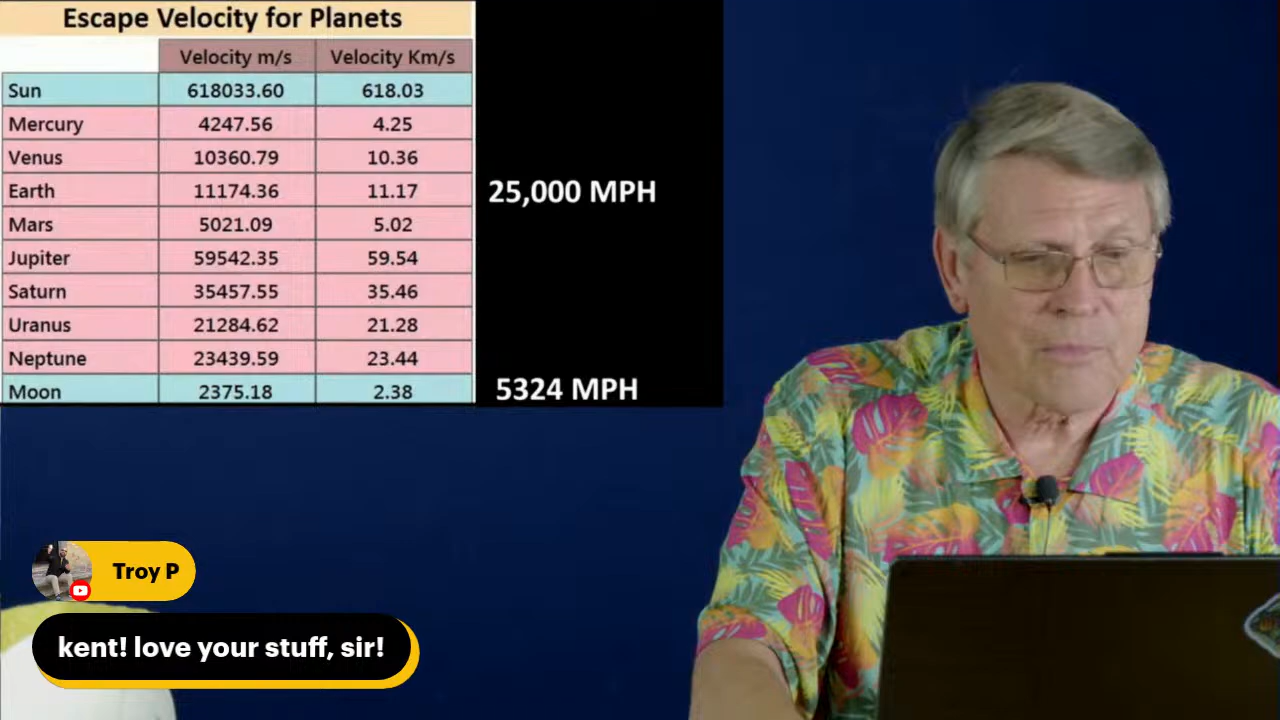 Escape Velocity for Planets
Velocity m/s Velocity Km/s
Sun 618033.60 618.03
Mercury 4247.56 4.25
Venus 10360.79 10.36
Earth 11174.36 11.17 25,000 MPH
Mars 5021.09 5.02
Jupiter 59542.35 59.54
Saturn 35457.55 35.46
Uranus 21284.62 21.28
Neptune 23439.59 23.44
Moon 2375.18 2.38 5324 MPH
Troy P
kent! love your stuff, sir!